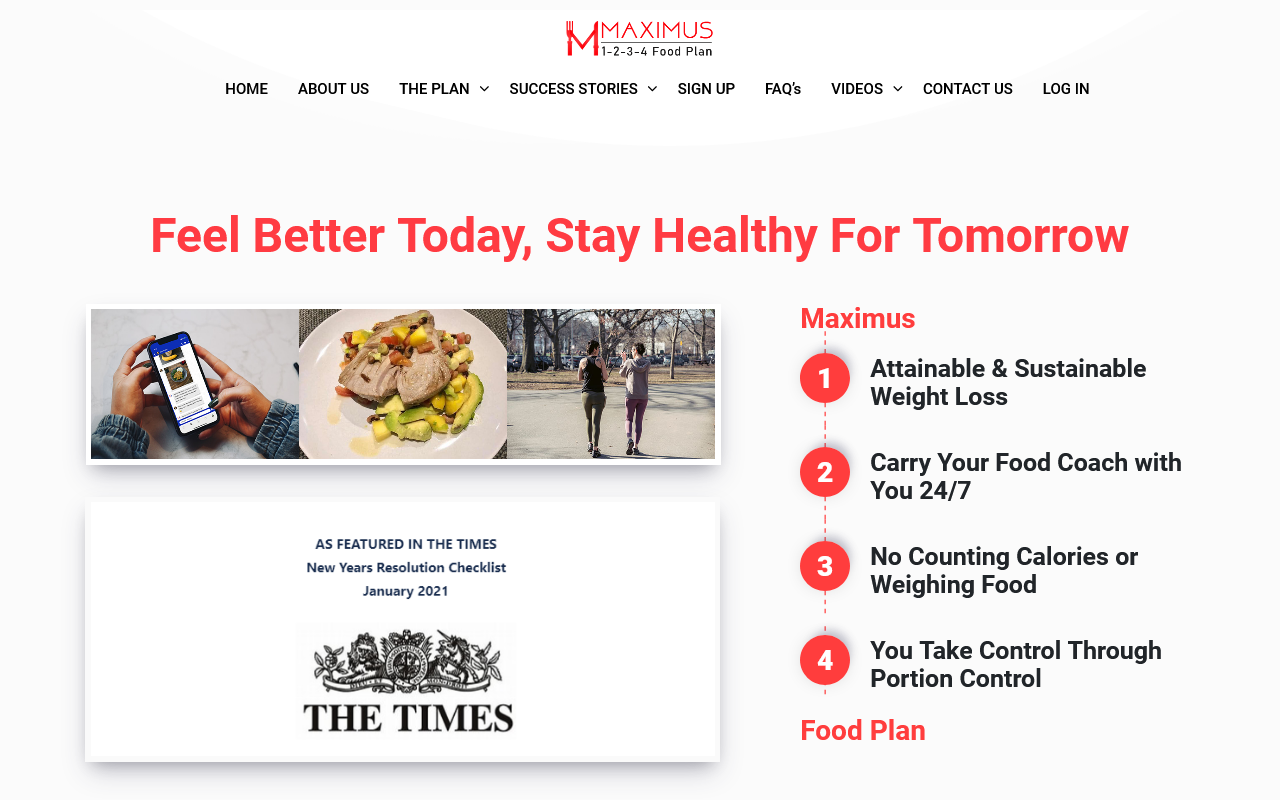 MAXIMUS
1-2-3-4 Food Plan
HOME ABOUT US THE PLAN SUCCESS STORIES SIGN UP FAQ’s VIDEOS CONTACT US LOG IN
Feel Better Today, Stay Healthy For Tomorrow
AS FEATURED IN THE TIMES
New Years Resolution Checklist
January 2021
THE TIMES
Maximus
1
Attainable & Sustainable
Weight Loss
2
Carry Your Food Coach with
You 24/7
3
No Counting Calories or
Weighing Food
4
You Take Control Through
Portion Control
Food Plan